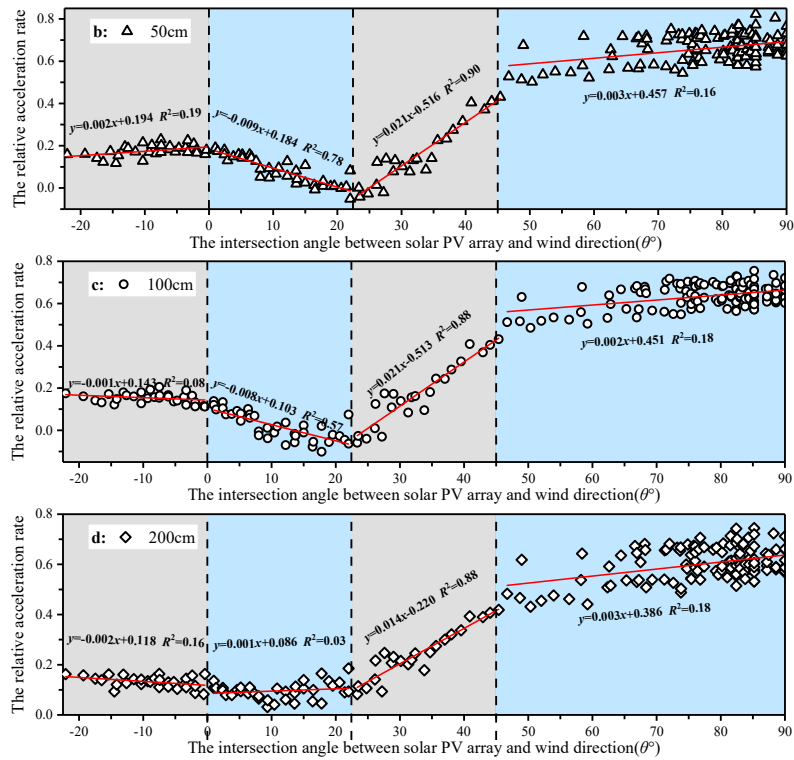 b: 50cm
The relative acceleration rate
0.8
0.6
0.4
0.2
0.0
y=0.002x+0.194 R²=0.19
y=-0.009x+0.184 R²=0.78
y=0.021x-0.516 R²=0.90
y=0.003x+0.457 R²=0.16
-20 -10 0 10 20 30 40 50 60 70 80 90
The intersection angle between solar PV array and wind direction(θ°)
c: 100cm
The relative acceleration rate
0.8
0.6
0.4
0.2
0.0
y=-0.001x+0.143 R²=0.08
y=-0.008x+0.103 R²=0.57
y=0.021x-0.513 R²=0.88
y=0.002x+0.451 R²=0.18
-20 -10 0 10 20 30 40 50 60 70 80 90
The intersection angle between solar PV array and wind direction(θ°)
d: 200cm
The relative acceleration rate
0.8
0.6
0.4
0.2
0.0
y=-0.002x+0.118 R²=0.16
y=0.001x+0.086 R²=0.03
y=0.014x-0.220 R²=0.88
y=0.003x+0.386 R²=0.18
-20 -10 0 10 20 30 40 50 60 70 80 90
The intersection angle between solar PV array and wind direction(θ°)